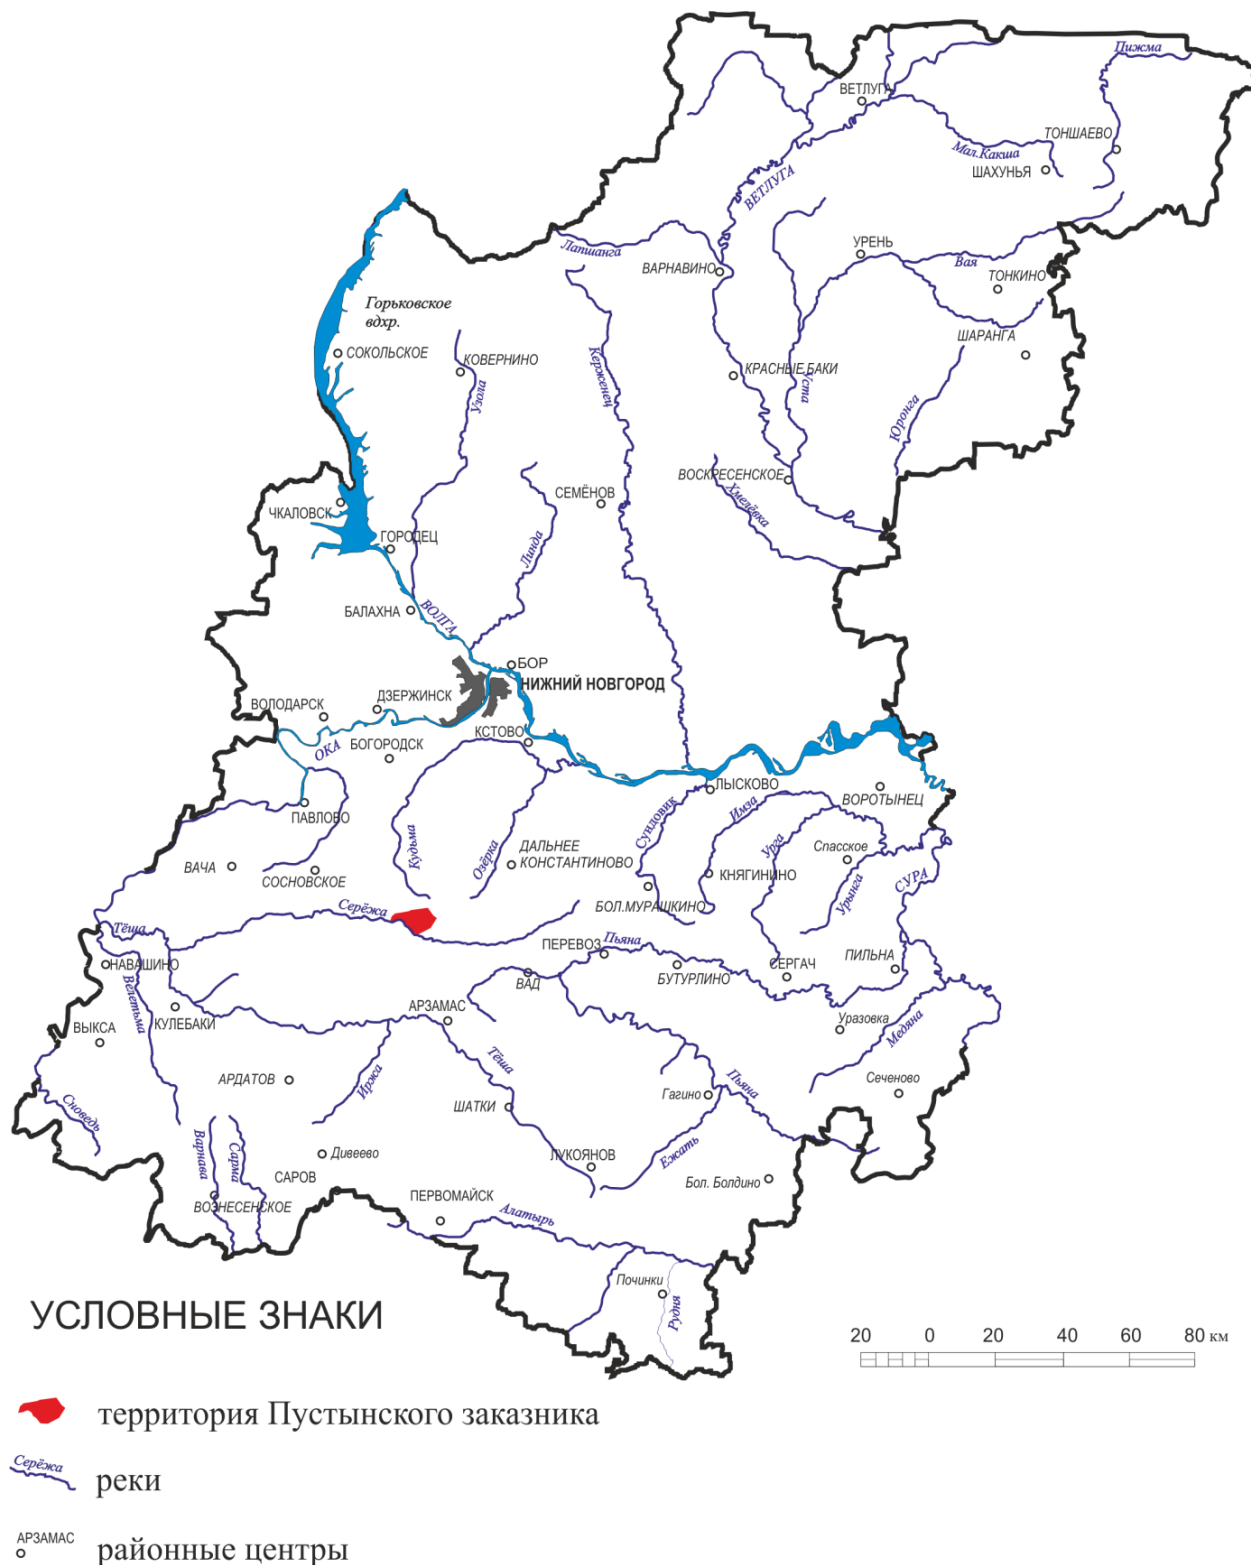 Пижма
ВЕТЛУГА
ТОНШАЕВО
Мал.Какша
ШАХУНЬЯ
ВЕТЛУГА
Лапшанга
УРЕНЬ
ВАРНАВИНО
Вая
ТОНКИНО
Горьковское
вдхр.
ШАРАНГА
СОКОЛЬСКОЕ
КОВЕРНИНО
Керженец
КРАСНЫЕ БАКИ
Узола
Уста
Юронга
ВОСКРЕСЕНСКОЕ
СЕМЁНОВ
Хмелёвка
ЧКАЛОВСК
ГОРОДЕЦ
Линда
БАЛАХНА
ВОЛГА
БОР
НИЖНИЙ НОВГОРОД
ДЗЕРЖИНСК
ВОЛОДАРСК
КСТОВО
ОКА
БОГОРОДСК
ЛЫСКОВО
ВОРОТЫНЕЦ
ПАВЛОВО
Сундовик
Имза
Кудьма
Озёрка
ДАЛЬНЕЕ
КОНСТАНТИНОВО
Урга
Спасское
ВАЧА
СОСНОВСКОЕ
КНЯГИНИНО
Урынга
СУРА
БОЛ.МУРАШКИНО
Серёжа
Тёша
ПЕРЕВОЗ
Пьяна
НАВАШИНО
ВАД
БУТУРЛИНО
СЕРГАЧ
ПИЛЬНА
Велетьма
КУЛЕБАКИ
АРЗАМАС
Уразовка
Медяна
ВЫКСА
Тёша
АРДАТОВ
Иржа
Гагино
Пьяна
Сеченово
Сноведь
ШАТКИ
Варнава
Сарма
Дивеево
ЛУКОЯНОВ
Ежать
САРОВ
Бол. Болдино
ВОЗНЕСЕНСКОЕ
ПЕРВОМАЙСК
Алатырь
Починки
Рудня
УСЛОВНЫЕ ЗНАКИ
20 0 20 40 60 80 км
территория Пустынского заказника
Серёжа
реки
АРЗАМАС
районные центры